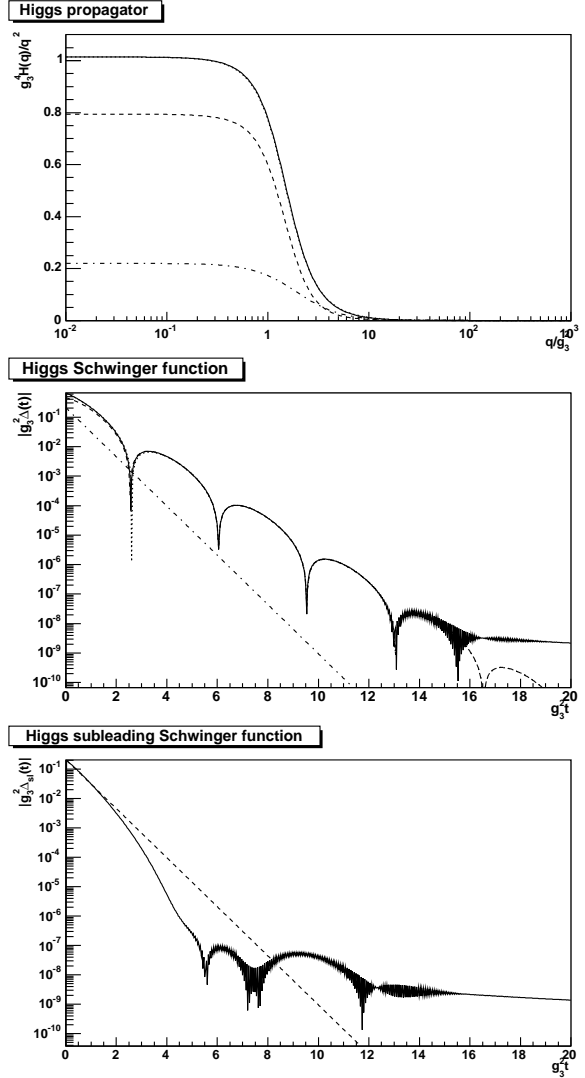 Higgs propagator
g₃⁴H(q)/q²
1
0.8
0.6
0.4
0.2
0
10⁻² 10⁻¹ 1 10 10² 10³
q/g₃²
Higgs Schwinger function
|g₃²Δ(t)|
10⁻¹
10⁻²
10⁻³
10⁻⁴
10⁻⁵
10⁻⁶
10⁻⁷
10⁻⁸
10⁻⁹
10⁻¹⁰
0 2 4 6 8 10 12 14 16 18 20
g₃²t
Higgs subleading Schwinger function
|g₃²Δsl(t)|
10⁻¹
10⁻²
10⁻³
10⁻⁴
10⁻⁵
10⁻⁶
10⁻⁷
10⁻⁸
10⁻⁹
10⁻¹⁰
0 2 4 6 8 10 12 14 16 18 20
g₃²t